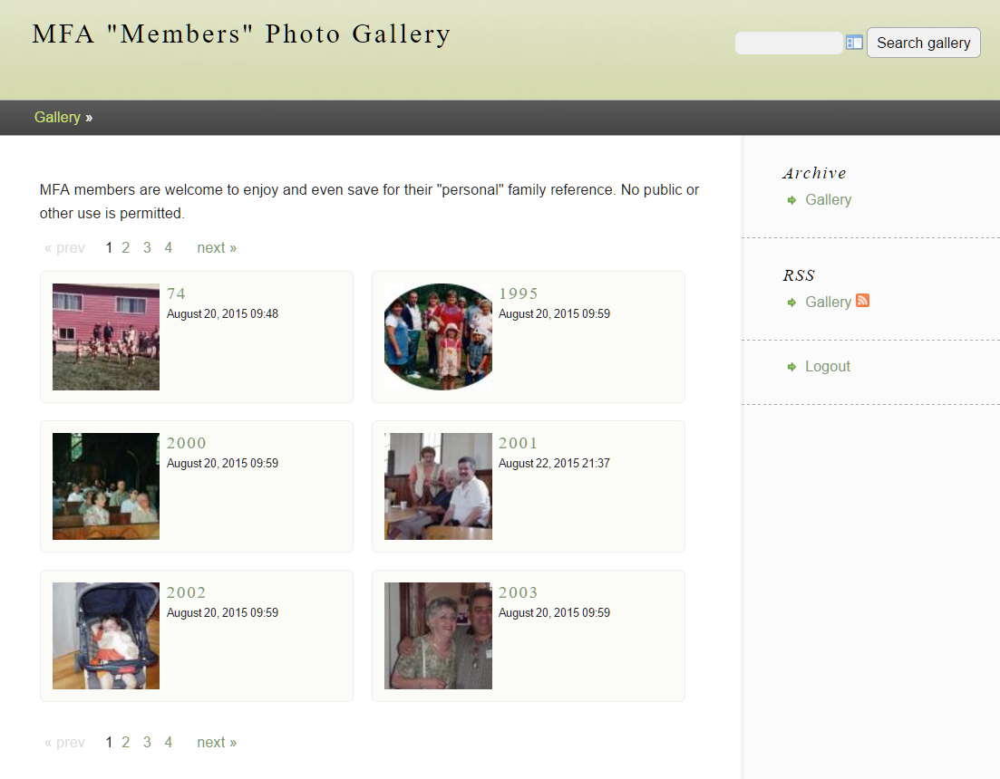 MFA "Members" Photo Gallery
Search gallery
Gallery »
MFA members are welcome to enjoy and even save for their "personal" family reference. No public or
other use is permitted.
« prev 1 2 3 4 next »
74
August 20, 2015 09:48
1995
August 20, 2015 09:59
2000
August 20, 2015 09:59
2001
August 22, 2015 21:37
2002
August 20, 2015 09:59
2003
August 20, 2015 09:59
« prev 1 2 3 4 next »
Archive
Gallery
RSS
Gallery
Logout